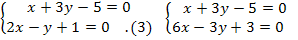 { x + 3y − 5 = 0
{2x − y + 1 = 0 .(3)
{ x + 3y − 5 = 0
{6x − 3y + 3 = 0